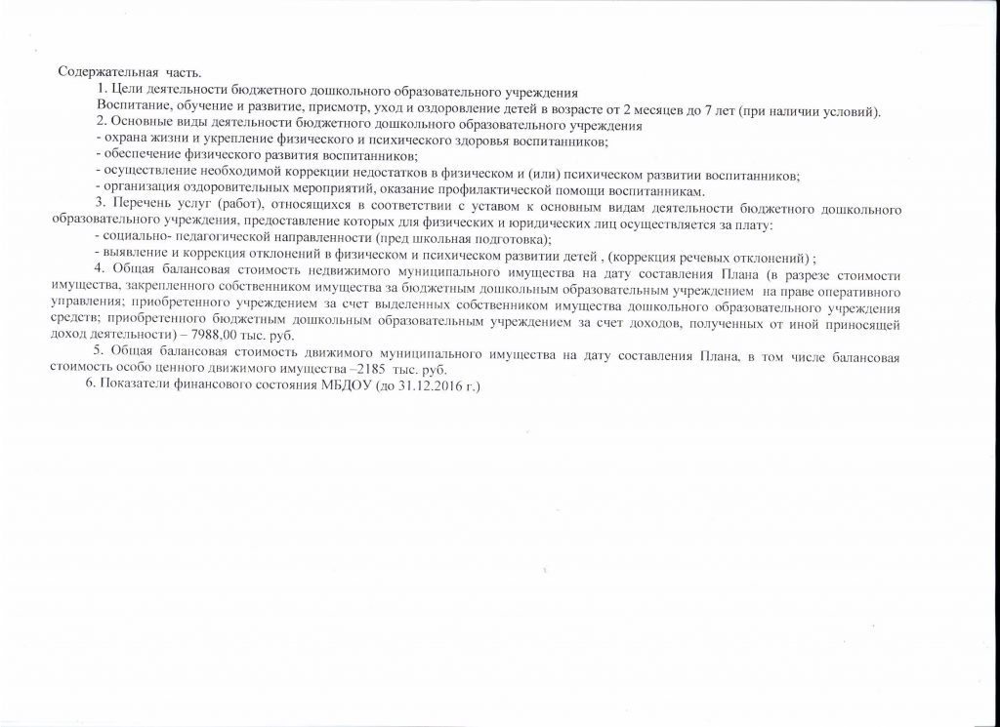 Содержательная часть.
1. Цели деятельности бюджетного дошкольного образовательного учреждения
Воспитание, обучение и развитие, присмотр, уход и оздоровление детей в возрасте от 2 месяцев до 7 лет (при наличии условий).
2. Основные виды деятельности бюджетного дошкольного образовательного учреждения
- охрана жизни и укрепление физического и психического здоровья воспитанников;
- обеспечение физического развития воспитанников;
- осуществление необходимой коррекции недостатков в физическом и (или) психическом развитии воспитанников;
- организация оздоровительных мероприятий, оказание профилактической помощи воспитанникам.
3. Перечень услуг (работ), относящихся в соответствии с уставом к основным видам деятельности бюджетного дошкольного
образовательного учреждения, предоставление которых для физических и юридических лиц осуществляется за плату:
- социально- педагогической направленности (пред школьная подготовка);
- выявление и коррекция отклонений в физическом и психическом развитии детей , (коррекция речевых отклонений) ;
4. Общая балансовая стоимость недвижимого муниципального имущества на дату составления Плана (в разрезе стоимости
имущества, закрепленного собственником имущества за бюджетным дошкольным образовательным учреждением на праве оперативного
управления; приобретенного учреждением за счет выделенных собственником имущества дошкольного образовательного учреждения
средств; приобретенного бюджетным дошкольным образовательным учреждением за счет доходов, полученных от иной приносящей
доход деятельности) – 7988,00 тыс. руб.
5. Общая балансовая стоимость движимого муниципального имущества на дату составления Плана, в том числе балансовая
стоимость особо ценного движимого имущества –2185 тыс. руб.
6. Показатели финансового состояния МБДОУ (до 31.12.2016 г.)